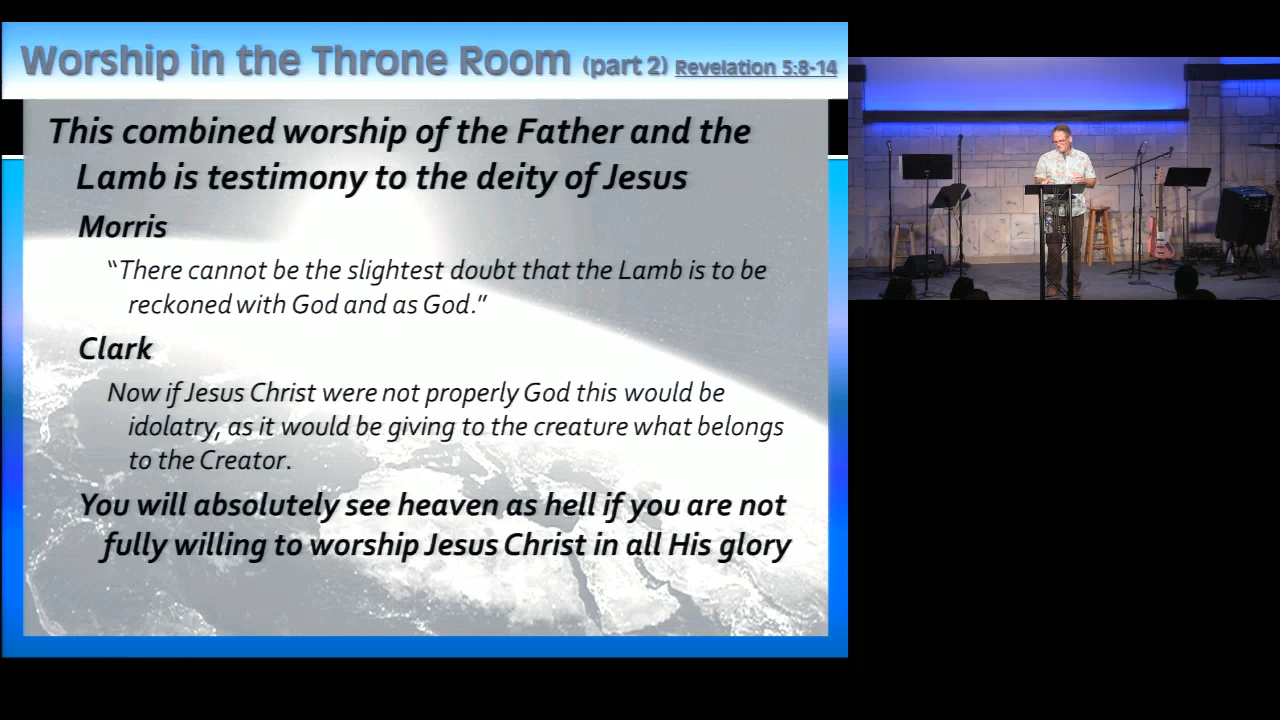 Worship in the Throne Room (part 2) Revelation 5:8-14
This combined worship of the Father and the
Lamb is testimony to the deity of Jesus
Morris
“There cannot be the slightest doubt that the Lamb is to be
reckoned with God and as God.”
Clark
Now if Jesus Christ were not properly God this would be
idolatry, as it would be giving to the creature what belongs
to the Creator.
You will absolutely see heaven as hell if you are not
fully willing to worship Jesus Christ in all His glory